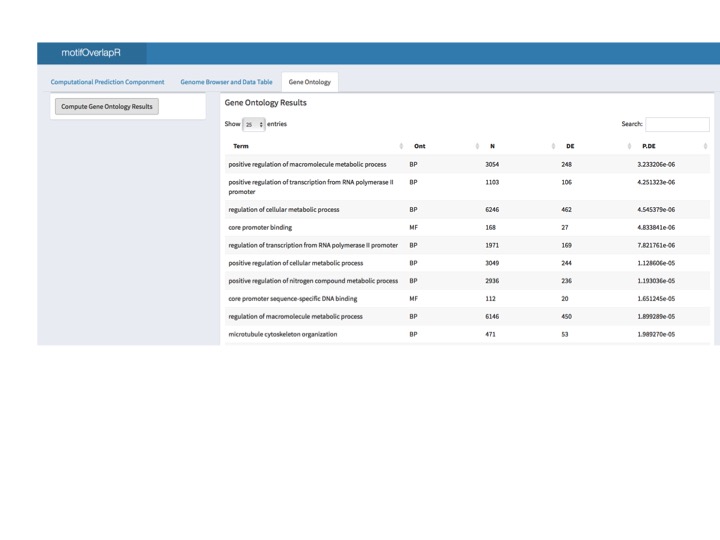 motifOverlapR
Computational Prediction Componment Genome Browser and Data Table Gene Ontology
Compute Gene Ontology Results
Gene Ontology Results
Show 25 entries Search:
Term Ont N DE P.DE
positive regulation of macromolecule metabolic process BP 3054 248 3.233206e-06
positive regulation of transcription from RNA polymerase II
promoter BP 1103 106 4.251323e-06
regulation of cellular metabolic process BP 6246 462 4.545379e-06
core promoter binding MF 168 27 4.833841e-06
regulation of transcription from RNA polymerase II promoter BP 1971 169 7.821761e-06
positive regulation of cellular metabolic process BP 3049 244 1.128606e-05
positive regulation of nitrogen compound metabolic process BP 2936 236 1.193036e-05
core promoter sequence-specific DNA binding MF 112 20 1.651245e-05
regulation of macromolecule metabolic process BP 6146 450 1.899289e-05
microtubule cytoskeleton organization BP 471 53 1.989270e-05